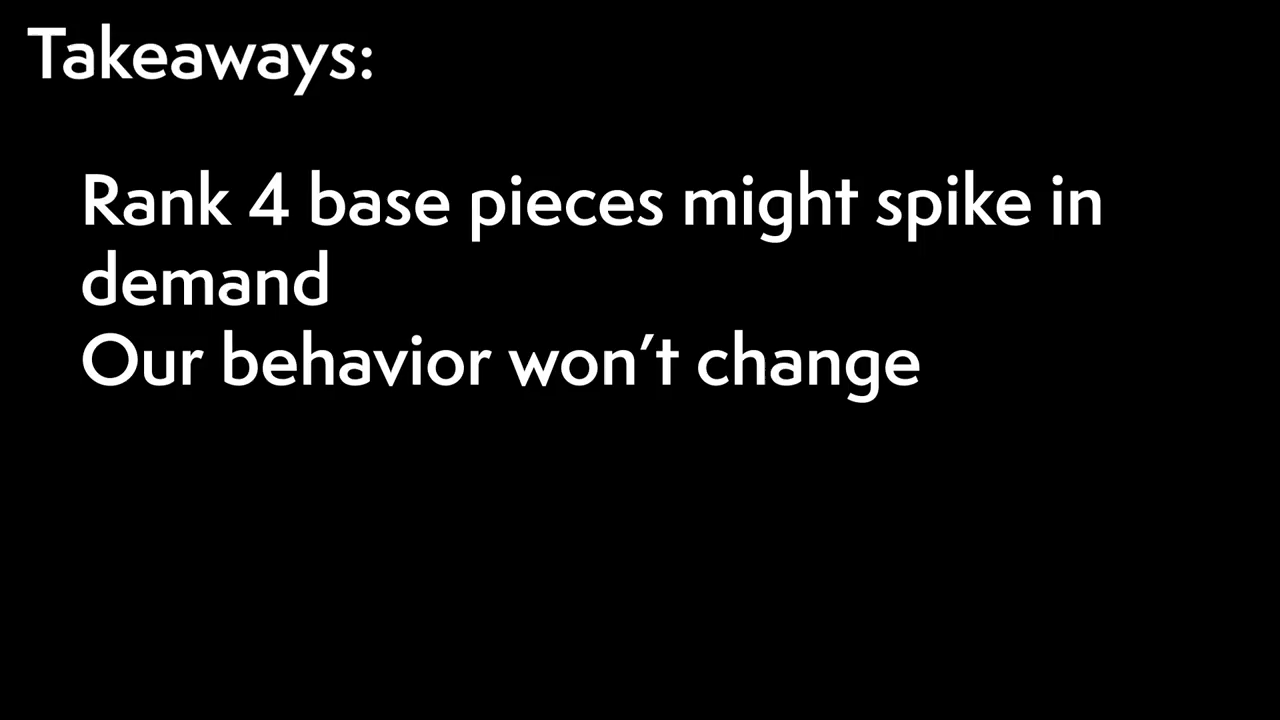 Takeaways:
Rank 4 base pieces might spike in
demand
Our behavior won’t change